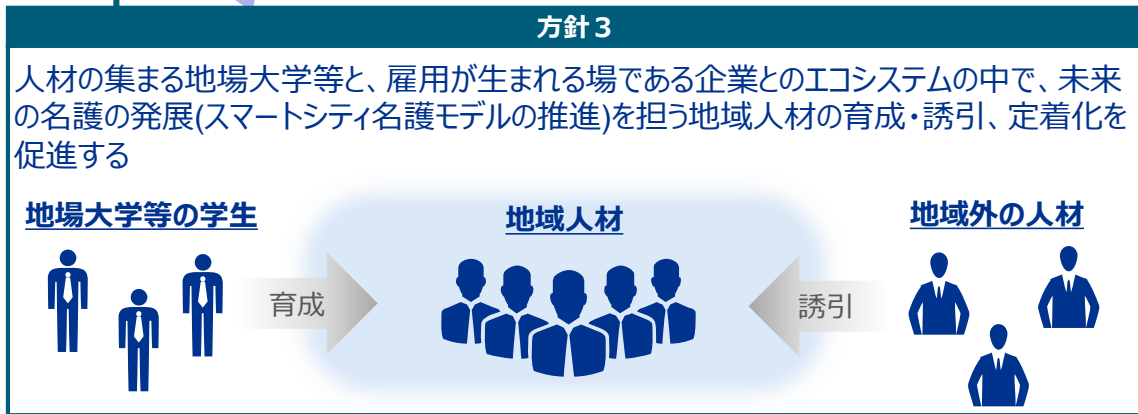 方針３
人材の集まる地場大学等と、雇用が生まれる場である企業とのエコシステムの中で、未来
の名護の発展(スマートシティ名護モデルの推進)を担う地域人材の育成・誘引、定着化を
促進する
地場大学等の学生
地域人材
地域外の人材
育成
誘引